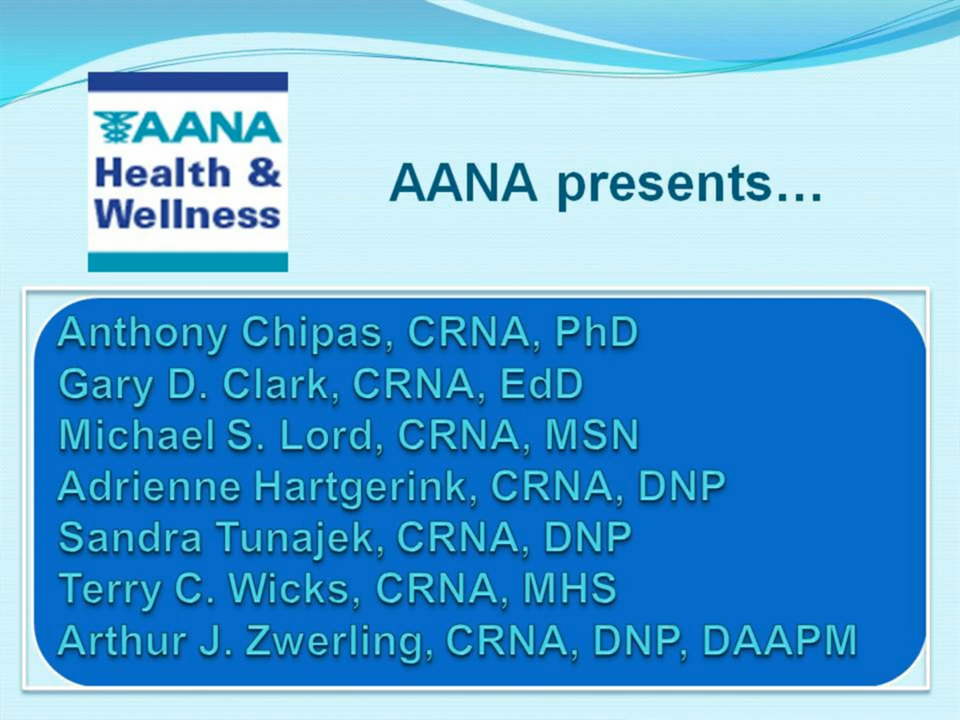 AANA
Health &
Wellness
AANA presents...
Anthony Chipas, CRNA, PhD
Gary D. Clark, CRNA, EdD
Michael S. Lord, CRNA, MSN
Adrienne Hartgerink, CRNA, DNP
Sandra Tunajek, CRNA, DNP
Terry C. Wicks, CRNA, MHS
Arthur J. Zwerling, CRNA, DNP, DAAPM